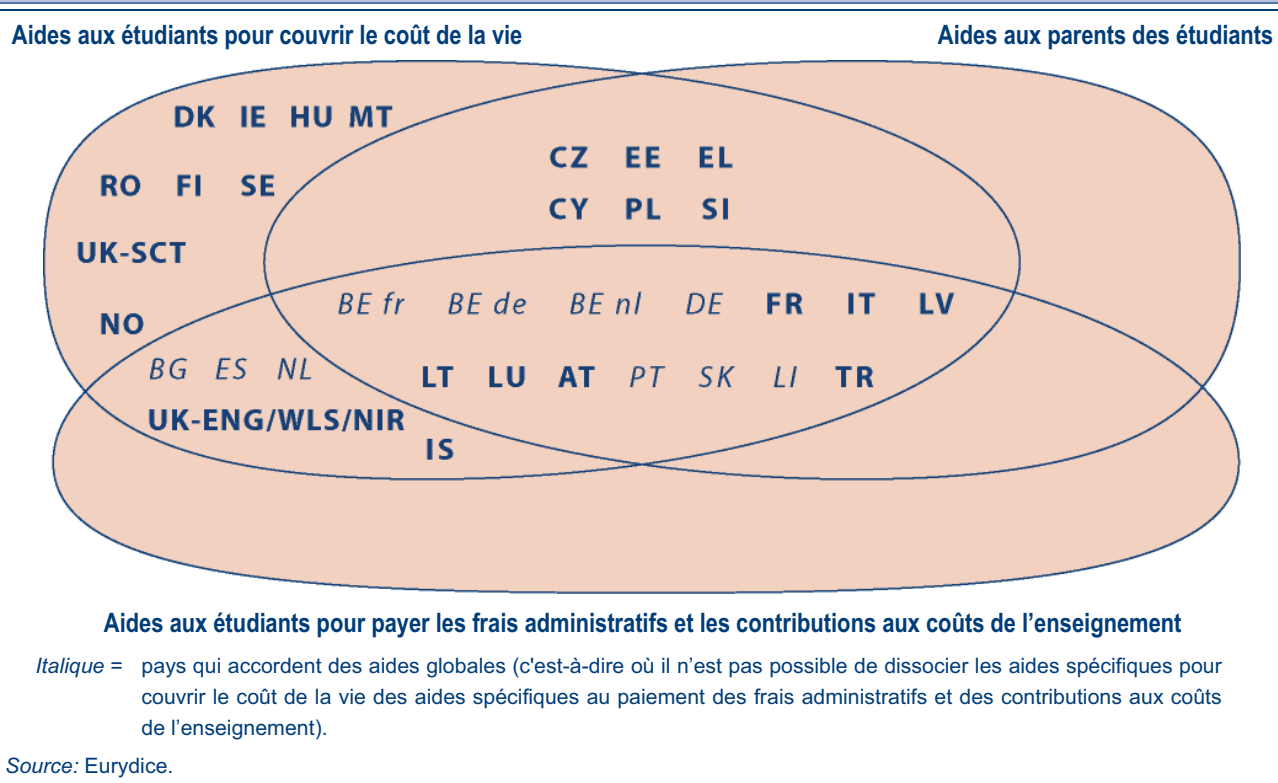 Aides aux étudiants pour couvrir le coût de la vie
Aides aux parents des étudiants
DK IE HU MT
CZ EE EL
RO FI SE
CY PL SI
UK-SCT
BE fr BE de BE nl DE FR IT LV
NO
BG ES NL
LT LU AT PT SK LI TR
UK-ENG/WLS/NIR
IS
Aides aux étudiants pour payer les frais administratifs et les contributions aux coûts de l’enseignement
Italique = pays qui accordent des aides globales (c'est-à-dire où il n’est pas possible de dissocier les aides spécifiques pour
couvrir le coût de la vie des aides spécifiques au paiement des frais administratifs et des contributions aux coûts
de l’enseignement).
Source: Eurydice.